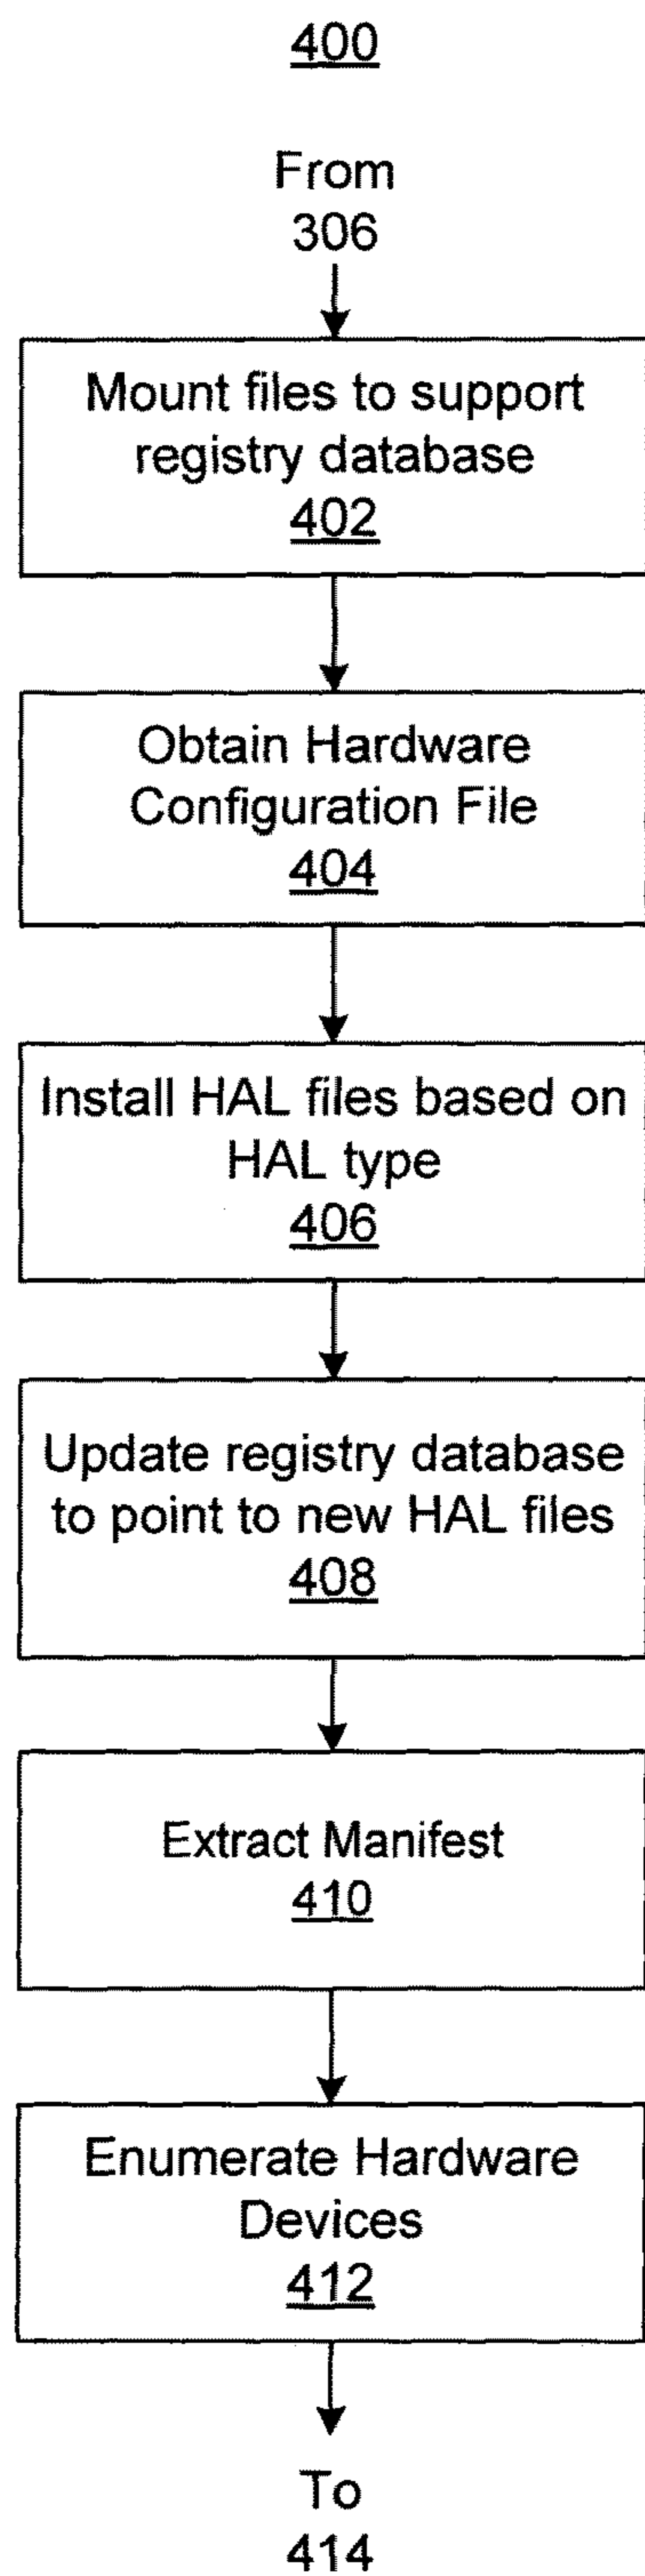 400
From
306
Mount files to support
registry database
402
Obtain Hardware
Configuration File
404
Install HAL files based on
HAL type
406
Update registry database
to point to new HAL files
408
Extract Manifest
410
Enumerate Hardware
Devices
412
To
414